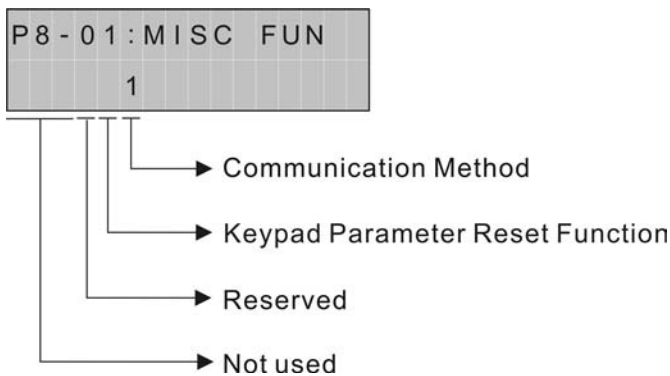 P8-01:MISC FUN
1
Communication Method
Keypad Parameter Reset Function
Reserved
Not used